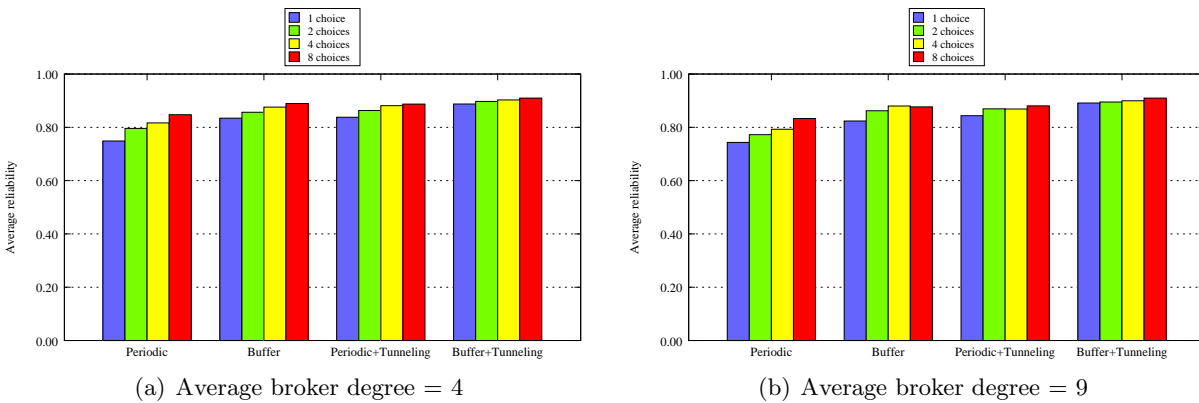 1 choice
2 choices
4 choices
8 choices
1.00
0.80
0.60
0.40
0.20
0.00
Average reliability
Periodic Buffer Periodic+Tunneling Buffer+Tunneling
(a) Average broker degree = 4
1 choice
2 choices
4 choices
8 choices
1.00
0.80
0.60
0.40
0.20
0.00
Average reliability
Periodic Buffer Periodic+Tunneling Buffer+Tunneling
(b) Average broker degree = 9